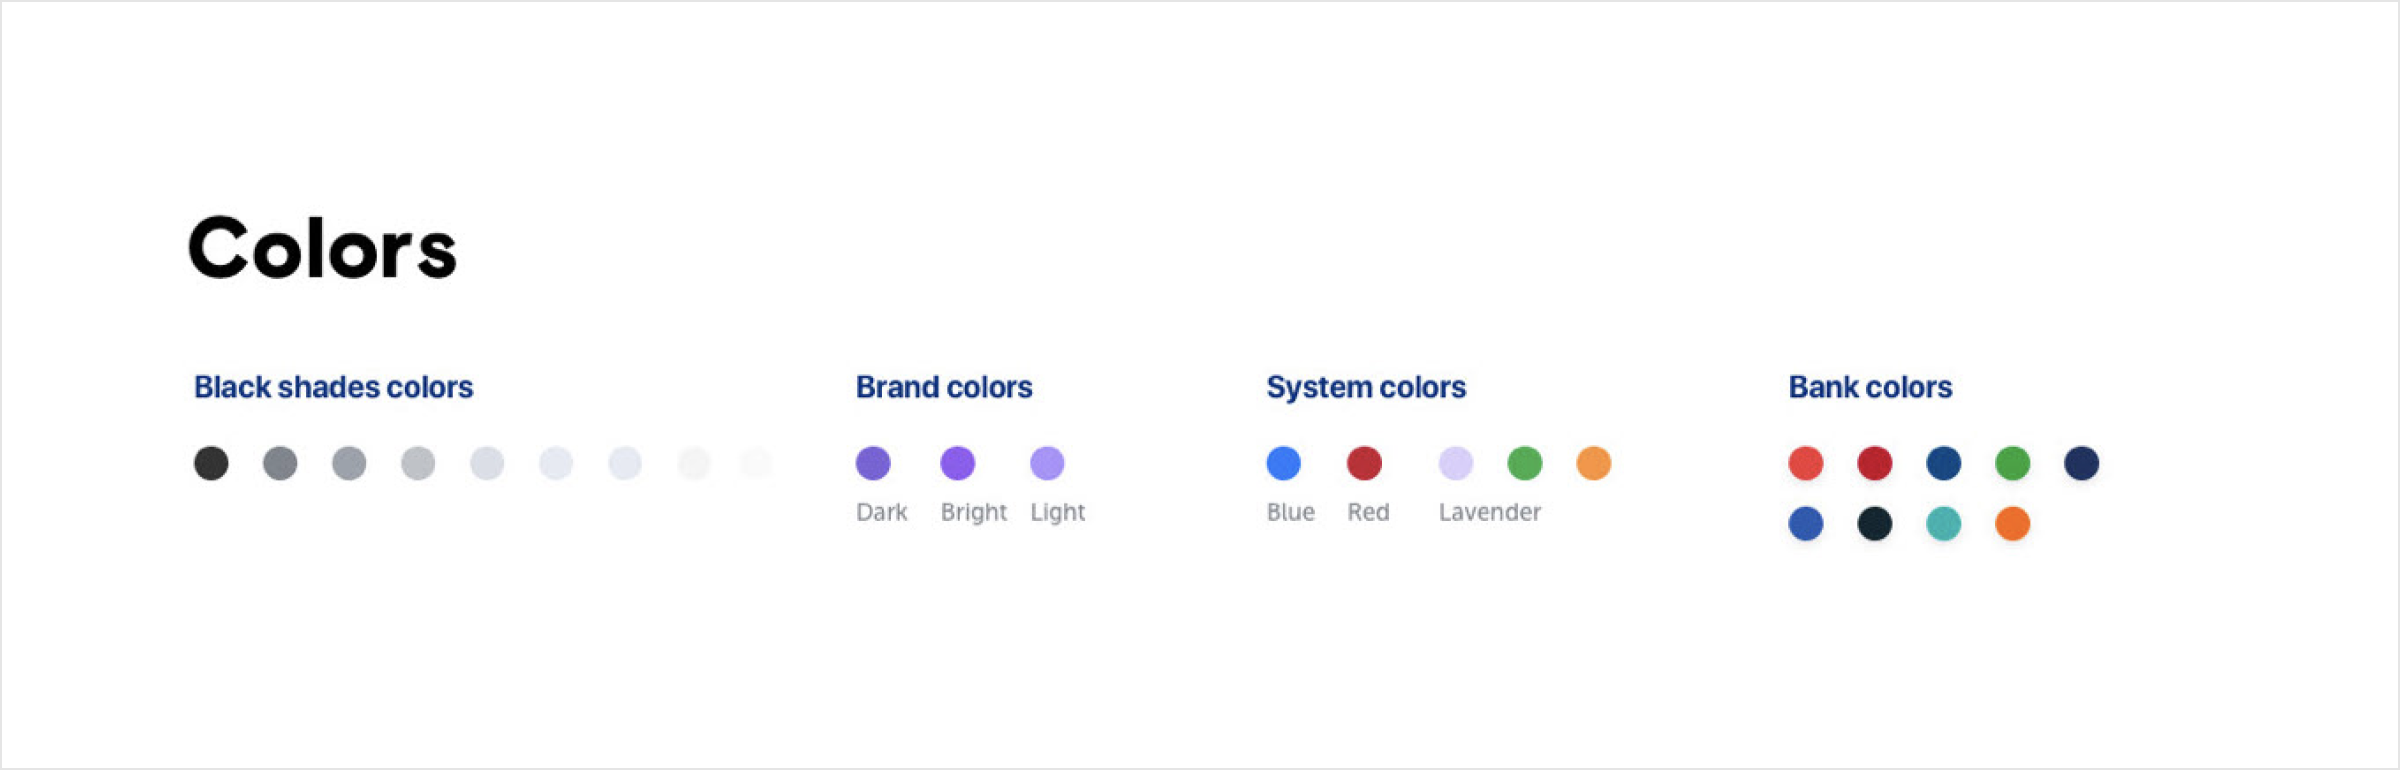 Colors
Black shades colors
Brand colors
Dark Bright Light
System colors
Blue Red Lavender
Bank colors